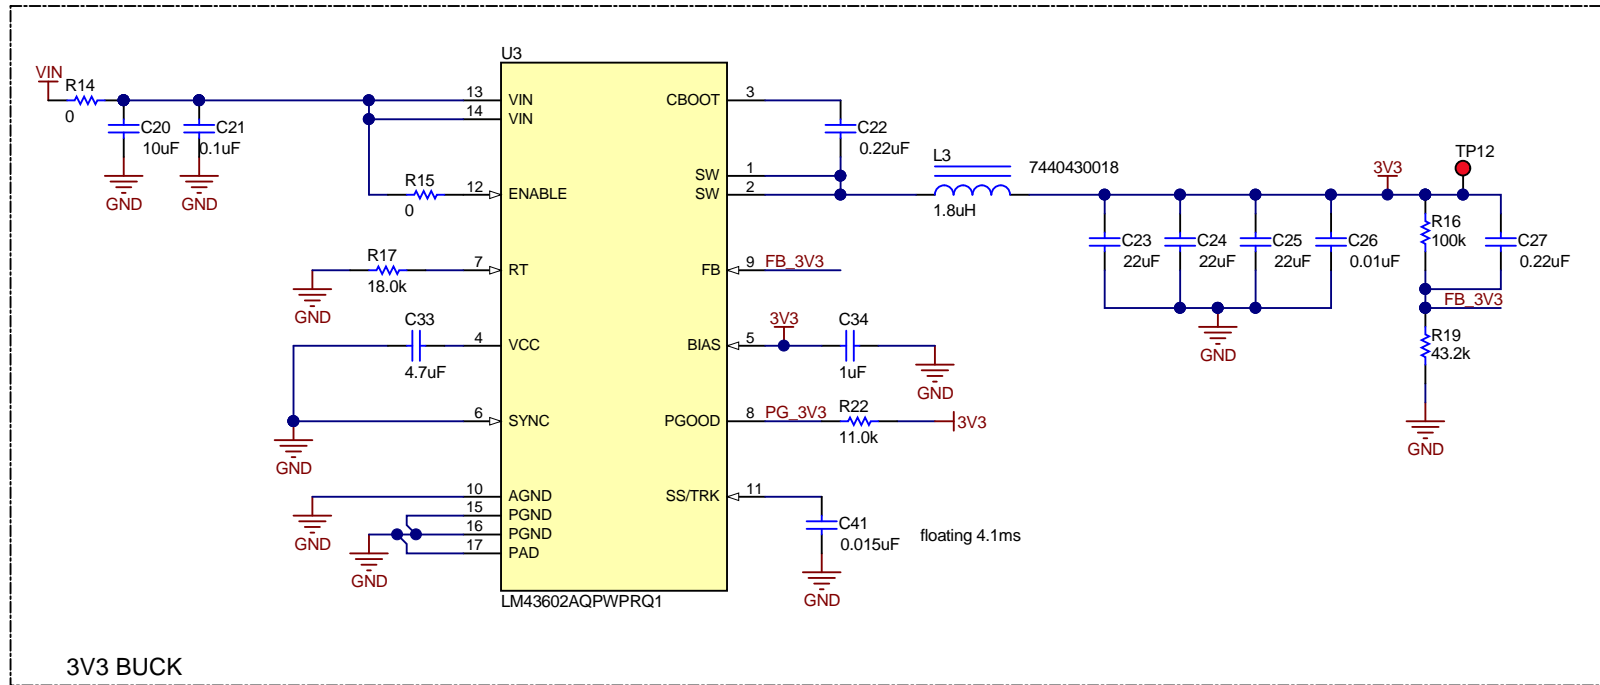 U3
VIN
R14
0
C20
10uF
C21
0.1uF
GND
GND
13
VIN
14
VIN
CBOOT
3
C22
0.22uF
R15
0
12
ENABLE
SW
1
SW
2
L3
7440430018
1.8uH
3V3
TP12
C23
22uF
C24
22uF
C25
22uF
C26
0.01uF
R16
100k
C27
0.22uF
R17
18.0k
GND
7
RT
FB
9
FB_3V3
FB_3V3
GND
R19
43.2k
GND
C33
4.7uF
4
VCC
BIAS
5
3V3
C34
1uF
GND
6
SYNC
GND
PGOOD
8
PG_3V3
R22
11.0k
3V3
10
AGND
15
PGND
16
PGND
17
PAD
GND
GND
SS/TRK
11
C41
0.015uF
floating 4.1ms
GND
LM43602AQPWPRQ1
3V3 BUCK